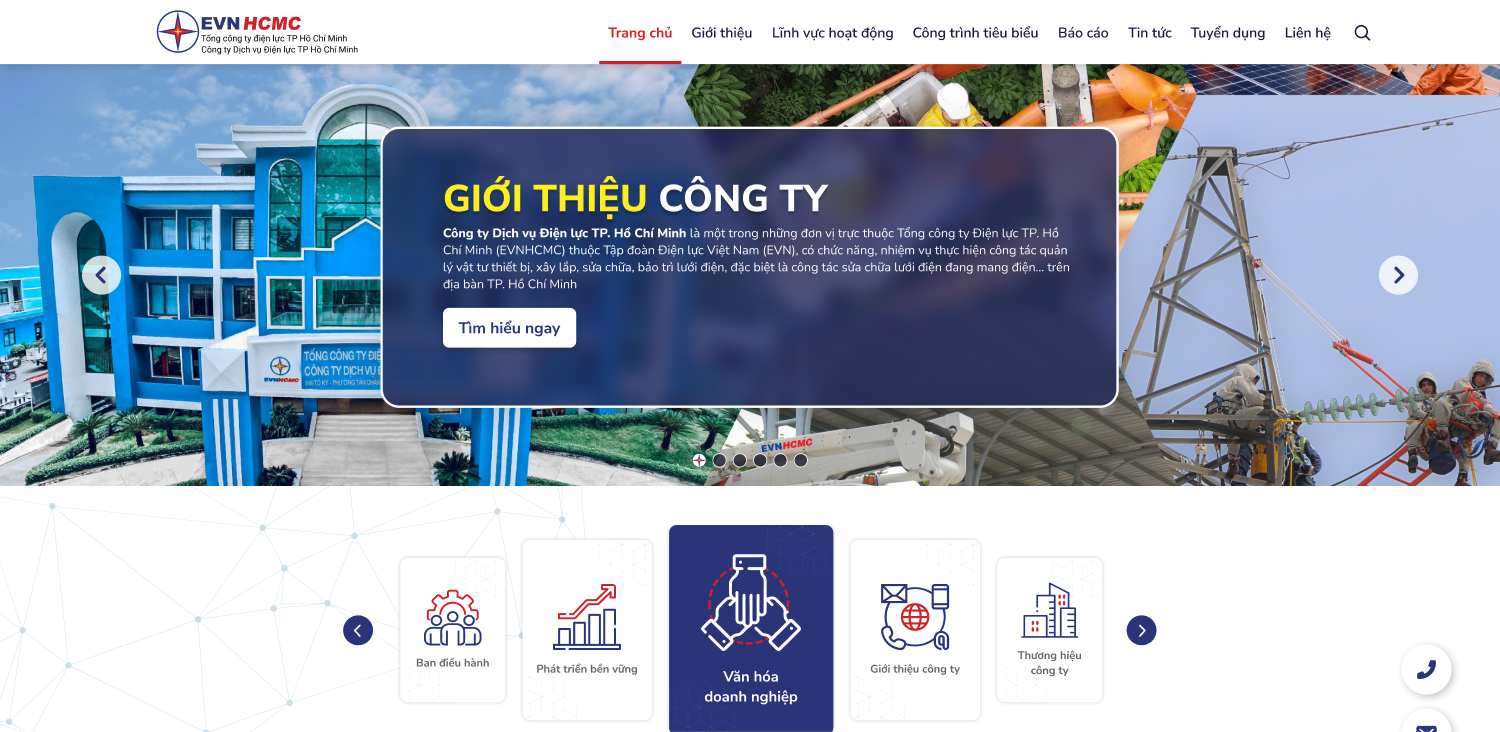 EVN HCMC
Tổng công ty điện lực TP Hồ Chí Minh
Công ty Dịch vụ Điện lực TP Hồ Chí Minh
Trang chủ
Giới thiệu
Lĩnh vực hoạt động
Công trình tiêu biểu
Báo cáo
Tin tức
Tuyển dụng
Liên hệ
GIỚI THIỆU CÔNG TY
Công ty Dịch vụ Điện lực TP. Hồ Chí Minh là một trong những đơn vị trực thuộc Tổng công ty Điện lực TP. Hồ
Chí Minh (EVNHCMC) thuộc Tập đoàn Điện lực Việt Nam (EVN), có chức năng, nhiệm vụ thực hiện công tác quản
lý vật tư thiết bị, xây lắp, sửa chữa, bảo trì lưới điện, đặc biệt là công tác sửa chữa lưới điện đang mang điện... trên
địa bàn TP. Hồ Chí Minh
Tìm hiểu ngay
TỔNG CÔNG TY ĐIỆ
CÔNG TY DỊCH VỤ Đ
EVNHCMC
EVNHCMC
Ban điều hành
Phát triển bền vững
Văn hóa
doanh nghiệp
Giới thiệu công ty
Thương hiệu
công ty